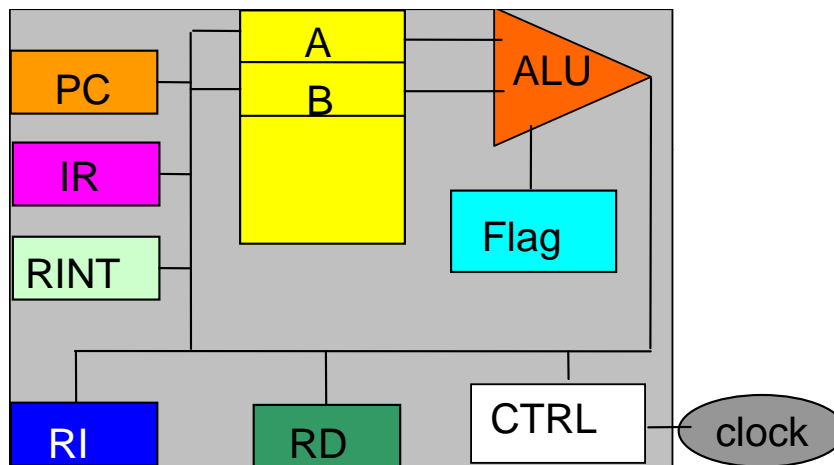 A
ALU
PC
B
IR
Flag
RINT
CTRL
clock
RI
RD